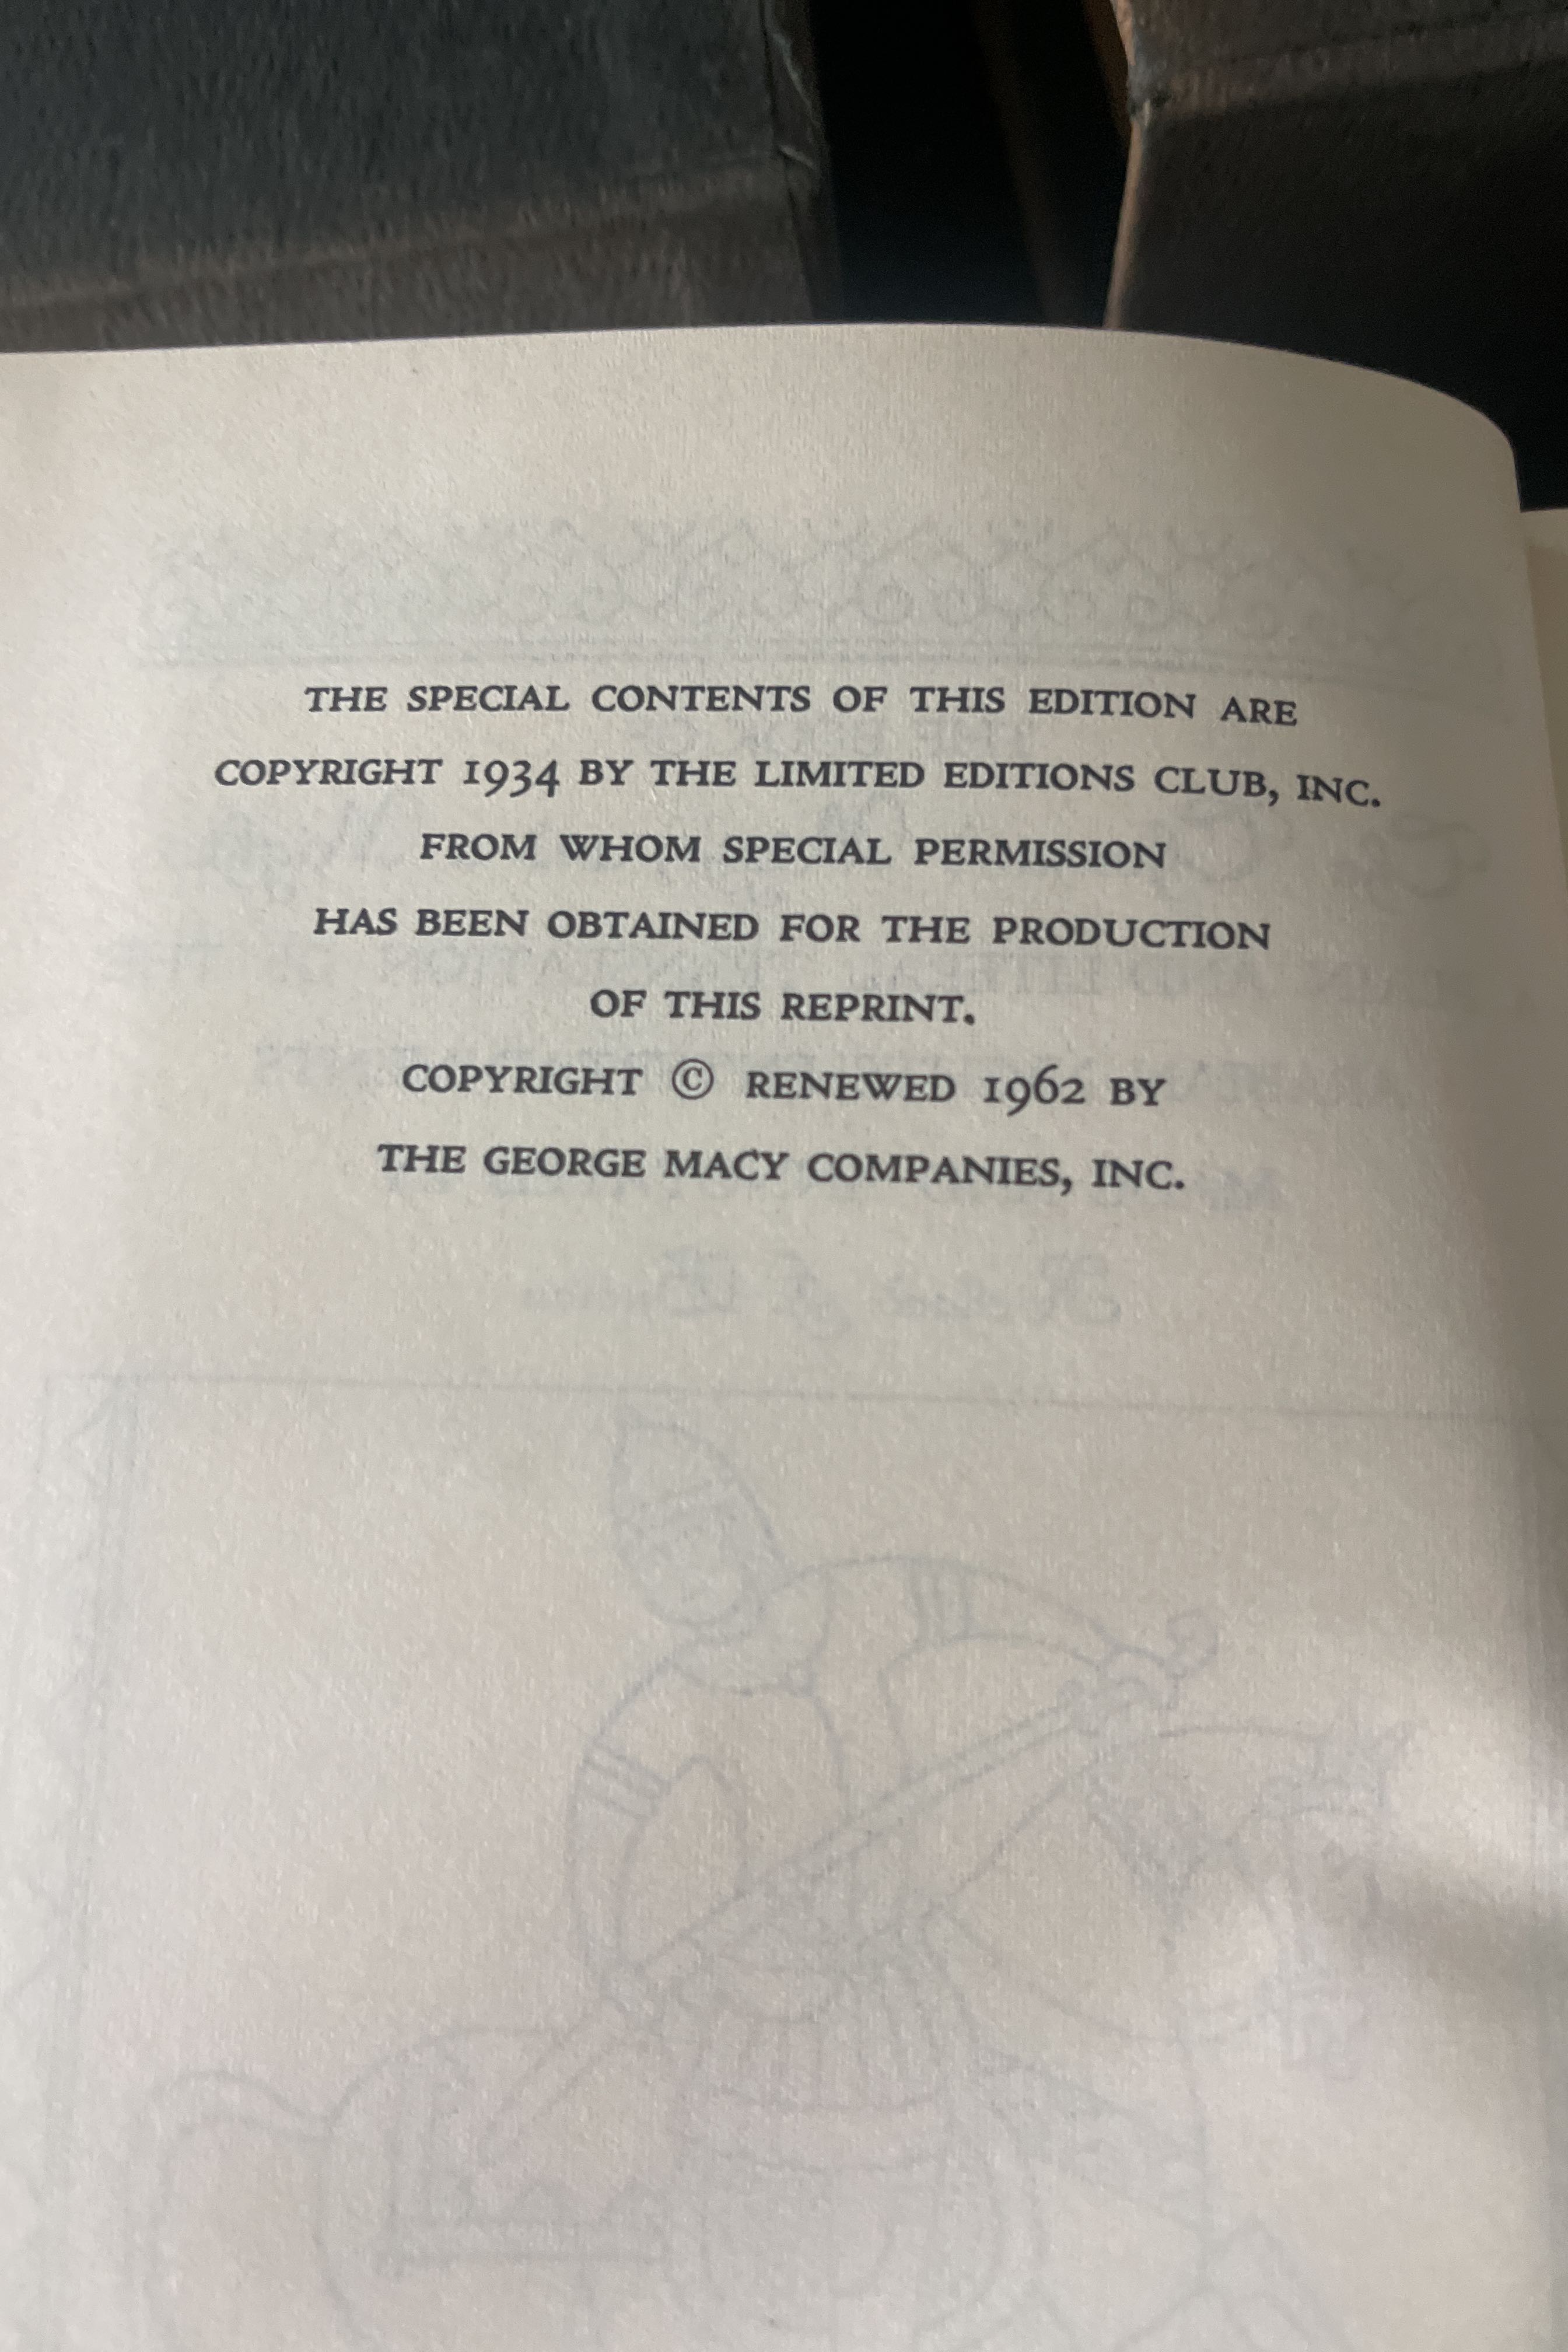 THE SPECIAL CONTENTS OF THIS EDITION ARE
COPYRIGHT 1934 BY THE LIMITED EDITIONS CLUB, INC.
FROM WHOM SPECIAL PERMISSION
HAS BEEN OBTAINED FOR THE PRODUCTION
OF THIS REPRINT.
COPYRIGHT © RENEWED 1962 BY
THE GEORGE MACY COMPANIES, INC.